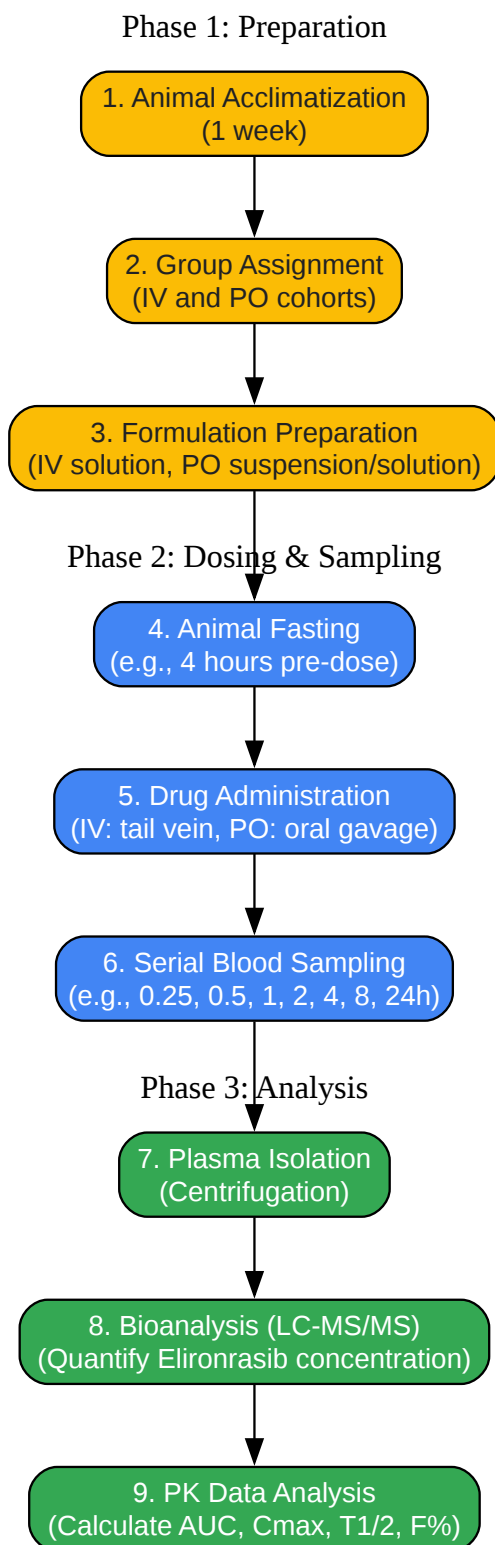 Phase 1: Preparation
1. Animal Acclimatization
(1 week)
2. Group Assignment
(IV and PO cohorts)
3. Formulation Preparation
(IV solution, PO suspension/solution)
Phase 2: Dosing & Sampling
4. Animal Fasting
(e.g., 4 hours pre-dose)
5. Drug Administration
(IV: tail vein, PO: oral gavage)
6. Serial Blood Sampling
(e.g., 0.25, 0.5, 1, 2, 4, 8, 24h)
Phase 3: Analysis
7. Plasma Isolation
(Centrifugation)
8. Bioanalysis (LC-MS/MS)
(Quantify Elironrasib concentration)
9. PK Data Analysis
(Calculate AUC, Cmax, T1/2, F%)